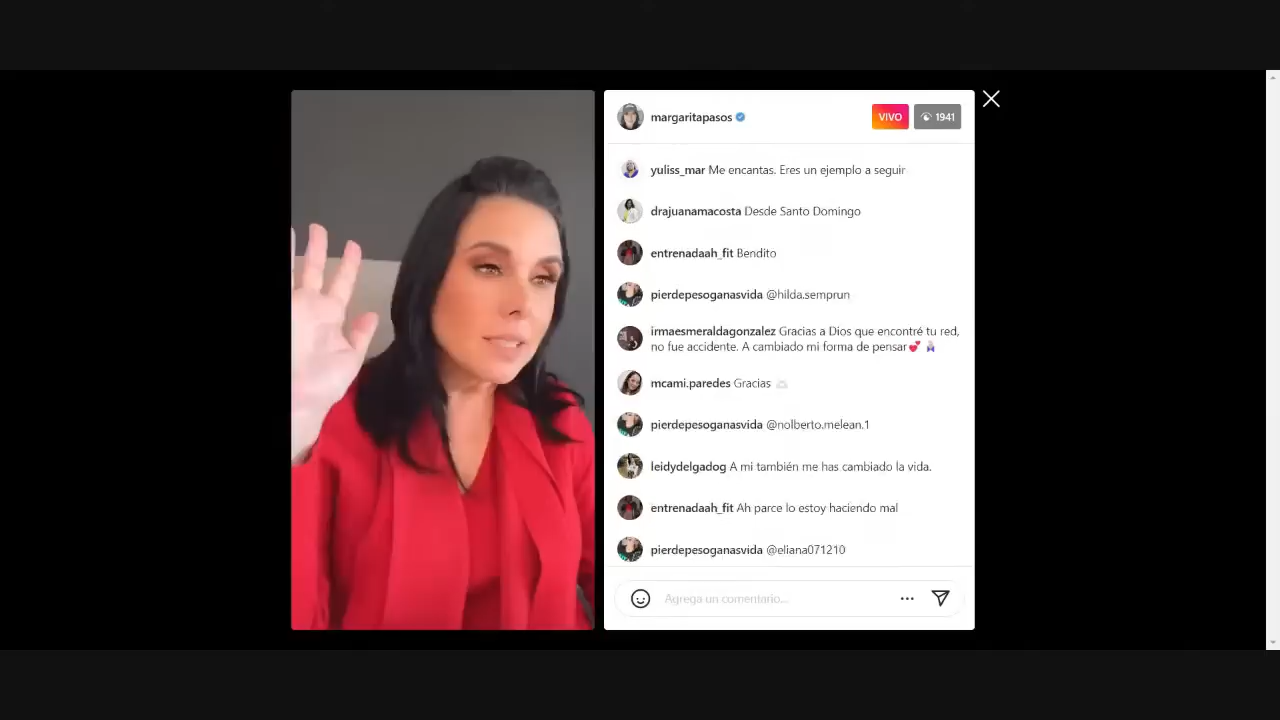 margaritapasos
VIVO
1941
yuliss_mar Me encantas. Eres un ejemplo a seguir
drajuanamacosta Desde Santo Domingo
entrenadaah_fit Bendito
pierdepesoganasvida @hilda.semprun
irmaesmeraldagonzalez Gracias a Dios que encontré tu red,
no fue accidente. A cambiado mi forma de pensar💕
mcami.paredes Gracias
pierdepesoganasvida @nolberto.melean.1
leidydelgadog A mi también me has cambiado la vida.
entrenadaah_fit Ah parce lo estoy haciendo mal
pierdepesoganasvida @eliana071210
Agrega un comentario...